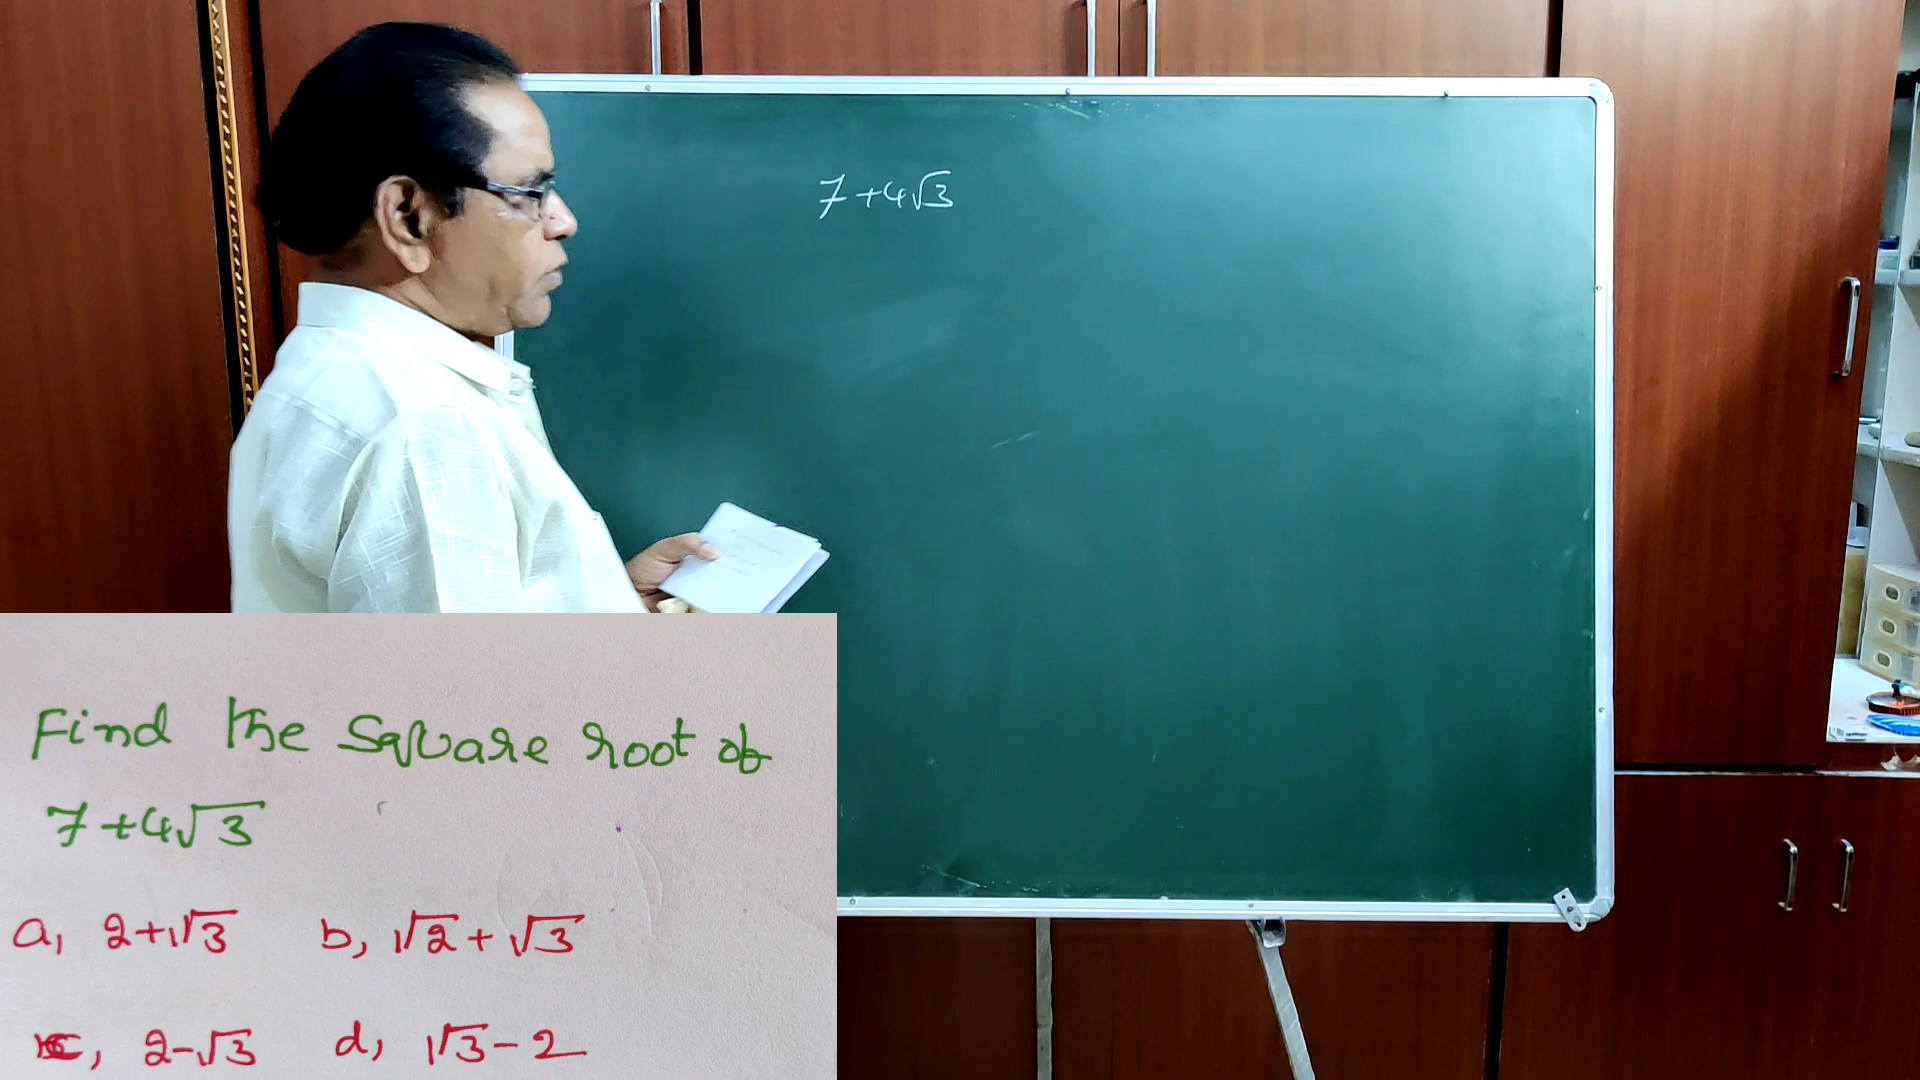 7+4√3
Find the Square root of
7+4√3
a, 2+√3 b, √2+√3
c, 2-√3 d, √3-2